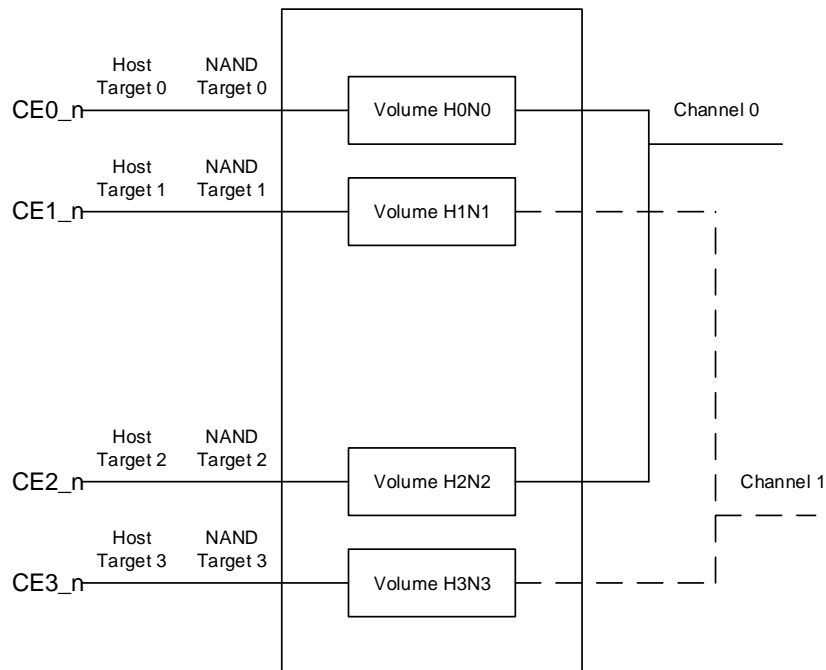 Host
Target 0
NAND
Target 0
CE0_n
Volume H0N0
Channel 0
Host
Target 1
NAND
Target 1
CE1_n
Volume H1N1
Host
Target 2
NAND
Target 2
CE2_n
Volume H2N2
Channel 1
Host
Target 3
NAND
Target 3
CE3_n
Volume H3N3